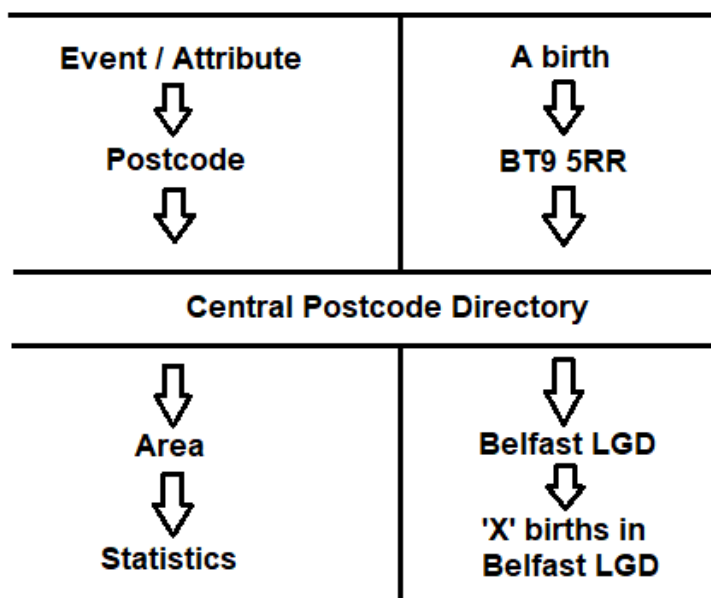 Event / Attribute
A birth
Postcode
BT9 5RR
Central Postcode Directory
Area
Belfast LGD
Statistics
'X' births in
Belfast LGD